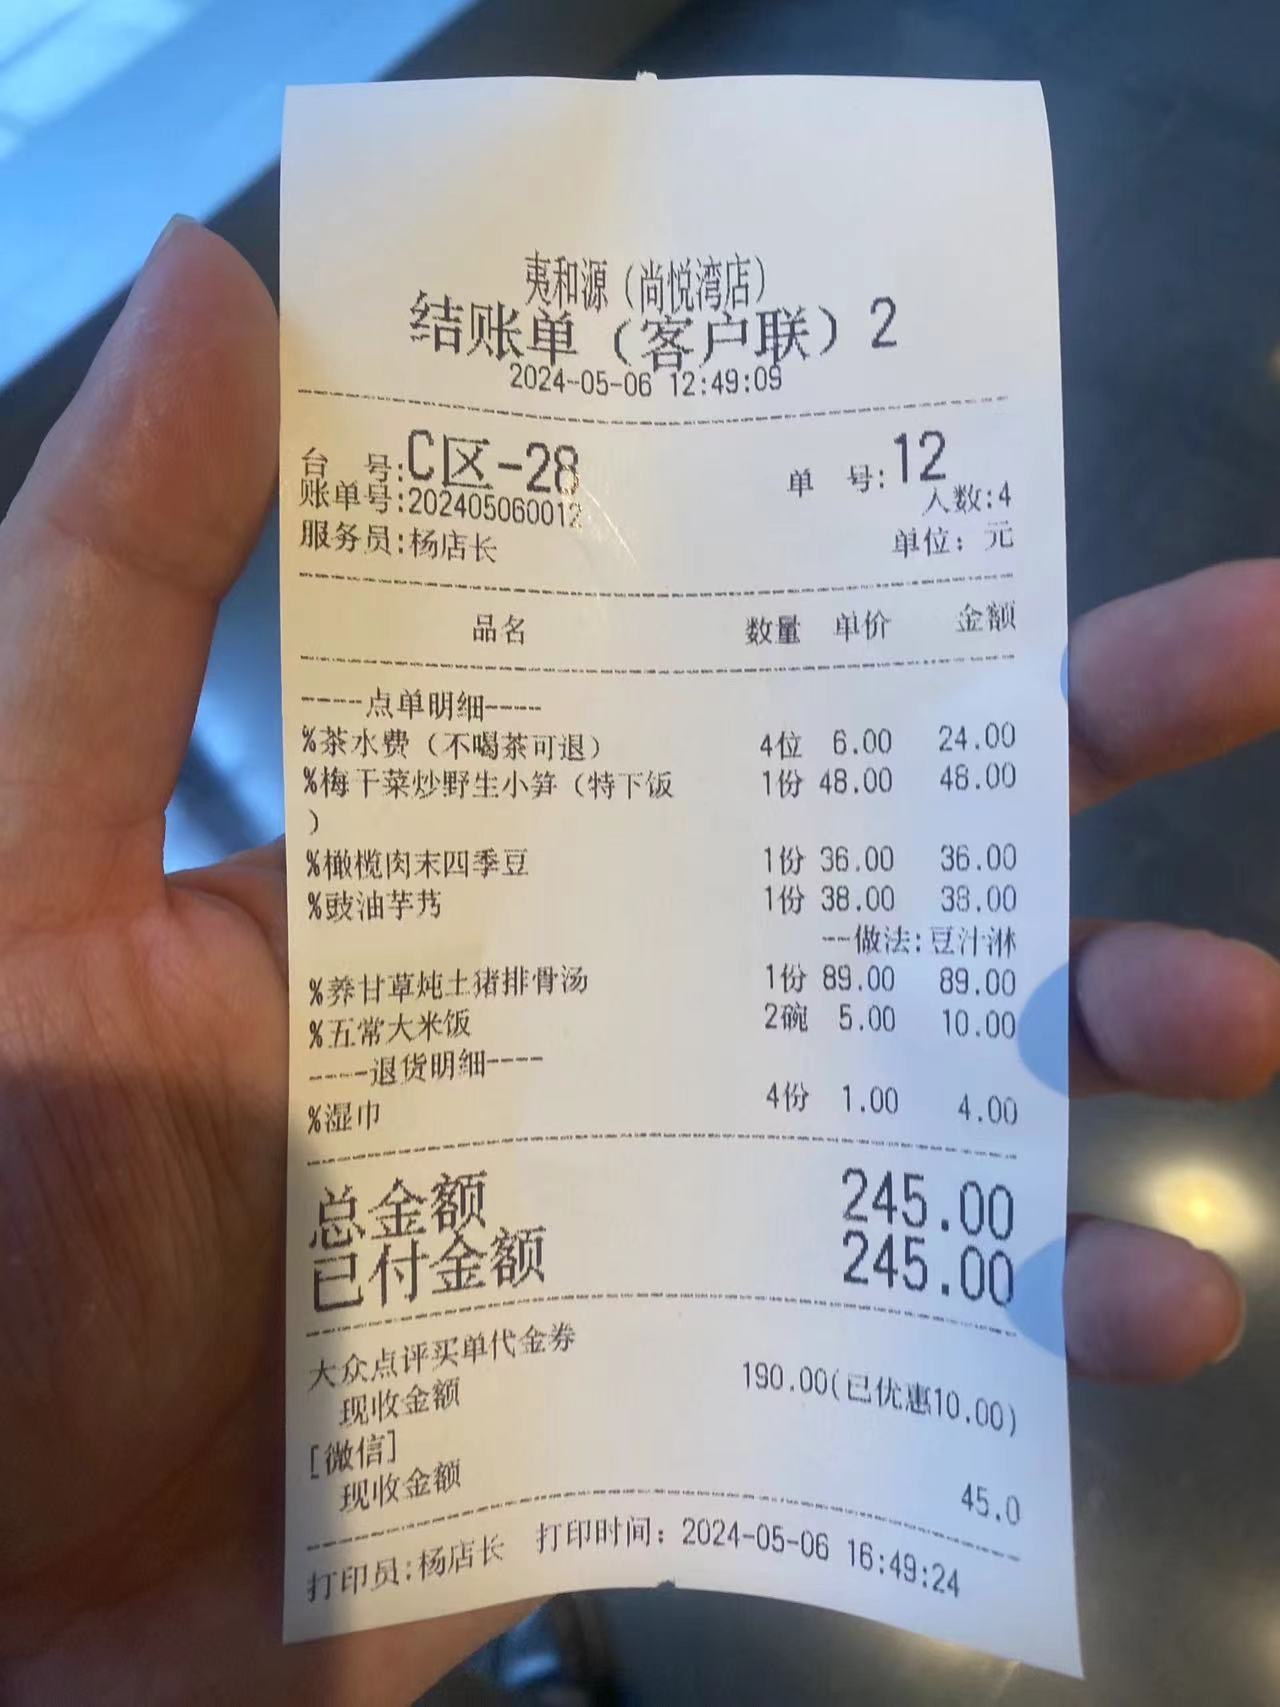 夷和源（尚悦湾店）
结账单（客户联）2
2024-05-06 12:49:09
台 号:C区-28 单 号:12
账单号:202405060012 人数:4
服务员:杨店长 单位：元
品名 数量 单价 金额
-----点单明细-----
%茶水费（不喝茶可退） 4位 6.00 24.00
%梅干菜炒野生小笋（特下饭 1份 48.00 48.00
）
%橄榄肉末四季豆 1份 36.00 36.00
%豉油芋艿 1份 38.00 38.00
--做法:豆汁淋
%荞甘草炖土猪排骨汤 1份 89.00 89.00
%五常大米饭 2碗 5.00 10.00
----退货明细----
%湿巾 4份 1.00 4.00
总金额 245.00
已付金额 245.00
大众点评买单代金券
现收金额 190.00(已优惠10.00)
[微信]
现收金额 45.0
打印员:杨店长 打印时间：2024-05-06 16:49:24